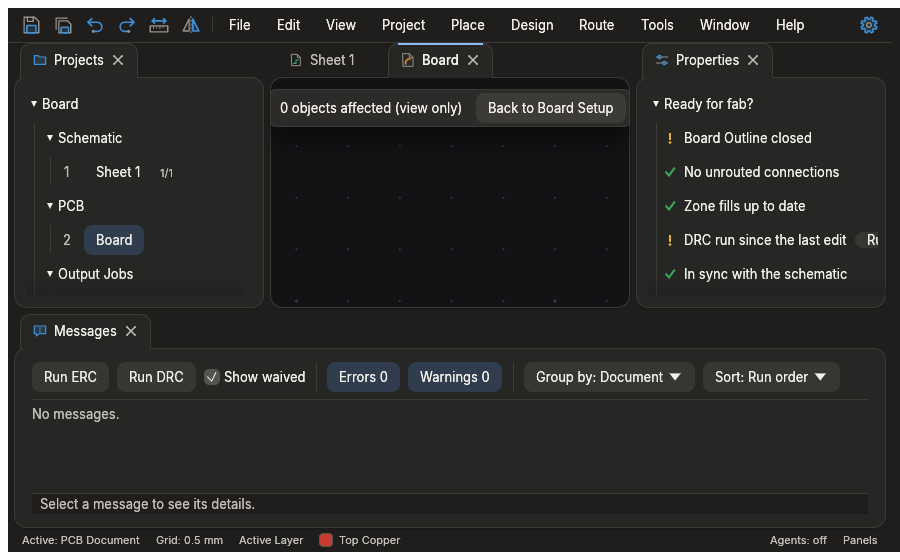 File Edit View Project Place Design Route Tools Window Help
Projects
Sheet 1
Board
Properties
Board
Schematic
1 Sheet 1 1/1
PCB
2 Board
Output Jobs
0 objects affected (view only) Back to Board Setup
Ready for fab?
Board Outline closed
No unrouted connections
Zone fills up to date
DRC run since the last edit
In sync with the schematic
Messages
Run ERC Run DRC Show waived Errors 0 Warnings 0 Group by: Document Sort: Run order
No messages.
Select a message to see its details.
Active: PCB Document Grid: 0.5 mm Active Layer Top Copper Agents: off Panels